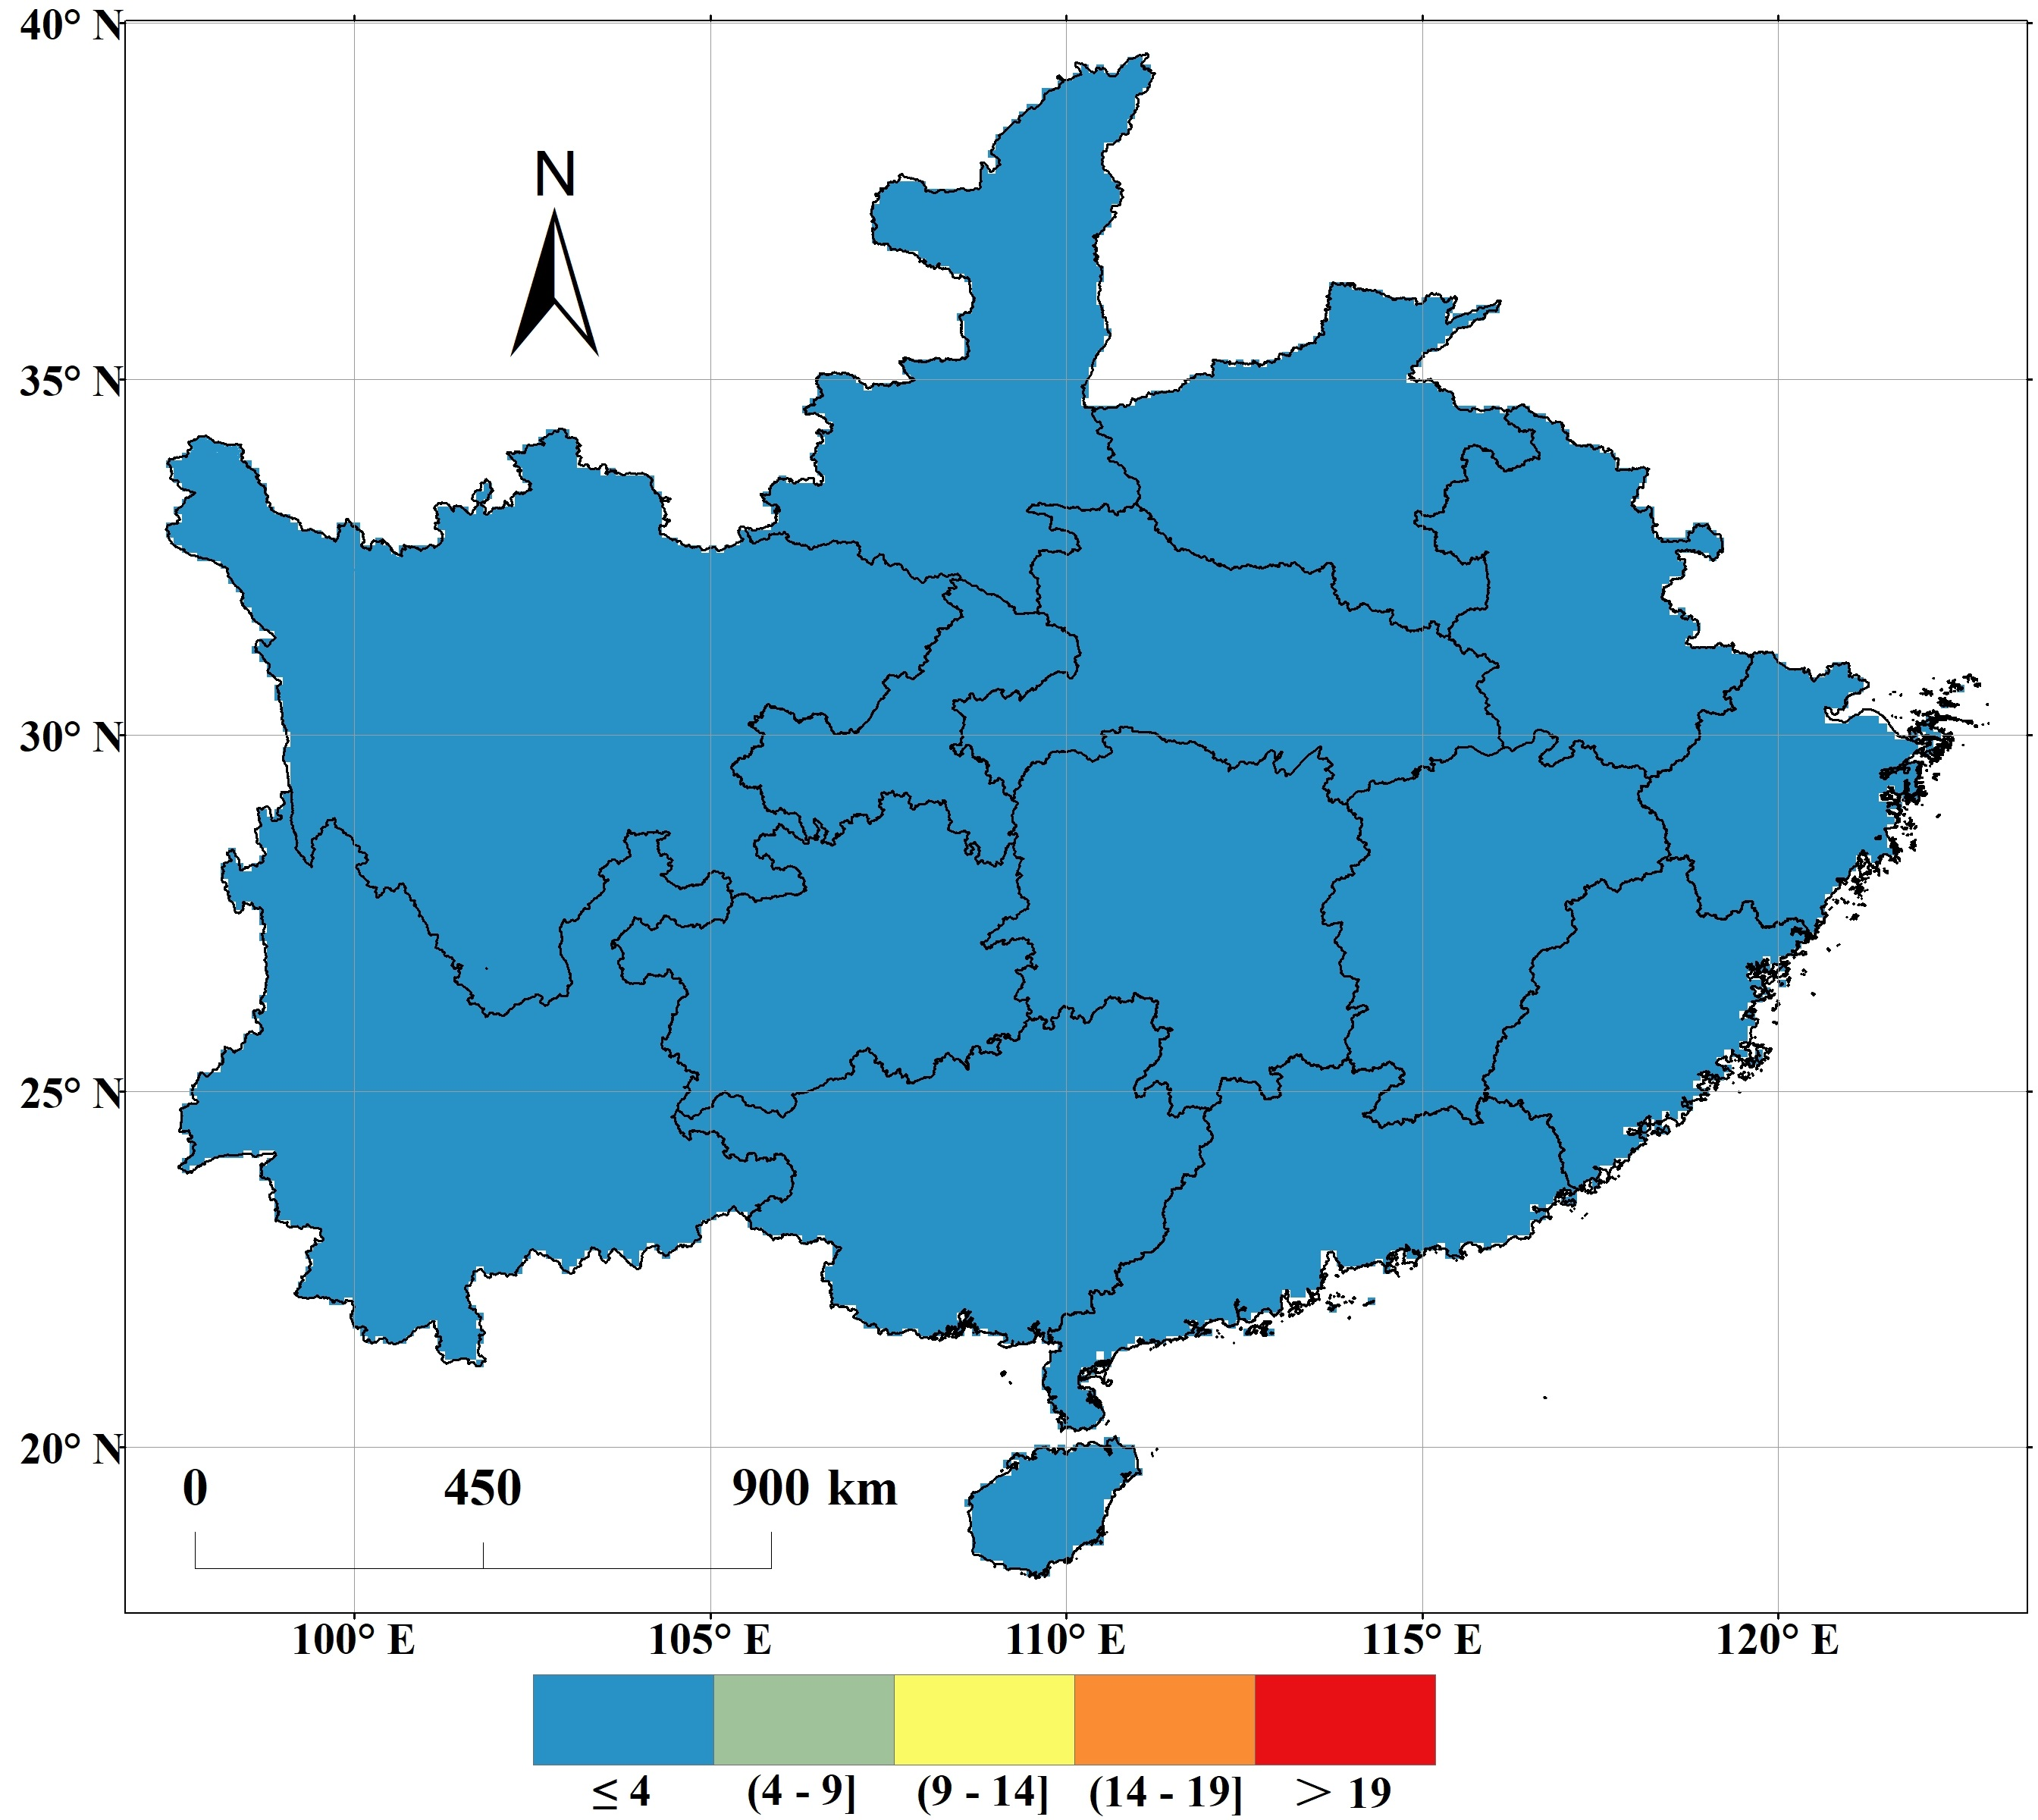 40° N
N
35° N
30° N
25° N
20° N
0 450 900 km
100° E 105° E 110° E 115° E 120° E
≤ 4 (4 - 9] (9 - 14] (14 - 19] > 19